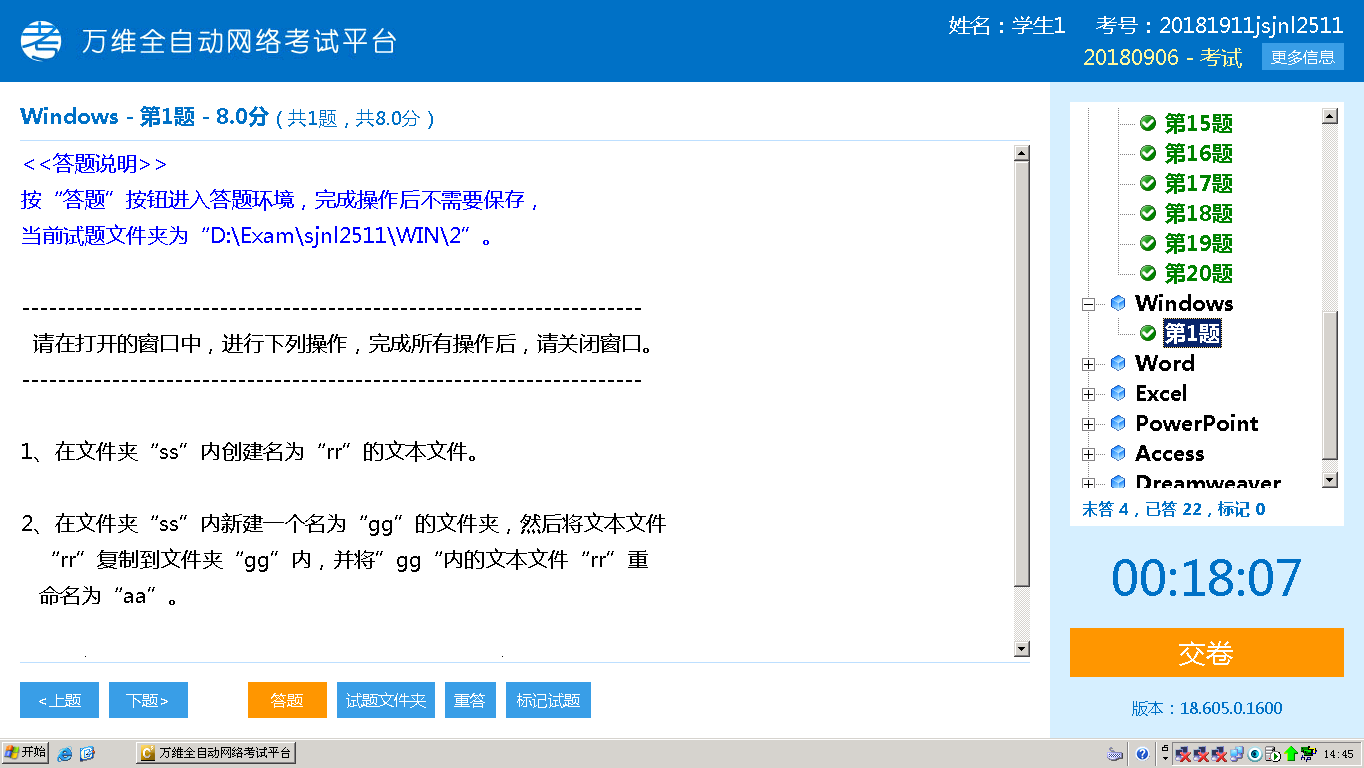 老 万维全自动网络考试平台
姓名：学生1 考号：20181911jsjnl2511
20180906 - 考试 更多信息
Windows - 第1题 - 8.0分（共1题，共8.0分）
<<答题说明>>
按“答题”按钮进入答题环境，完成操作后不需要保存，
当前试题文件夹为“D:\Exam\sjnl2511\WIN\2”。
----------------------------------------------------------------------
请在打开的窗口中，进行下列操作，完成所有操作后，请关闭窗口。
----------------------------------------------------------------------
1、在文件夹“ss”内创建名为“rr”的文本文件。
2、在文件夹“ss”内新建一个名为“gg”的文件夹，然后将文本文件
“rr”复制到文件夹“gg”内，并将”gg“内的文本文件“rr”重
命名为“aa”。
<上题 下题> 答题 试题文件夹 重答 标记试题
第15题
第16题
第17题
第18题
第19题
第20题
Windows
第1题
Word
Excel
PowerPoint
Access
Dreamweaver
未答 4，已答 22，标记 0
00:18:07
交卷
版本：18.605.0.1600
开始 万维全自动网络考试平台 14:45